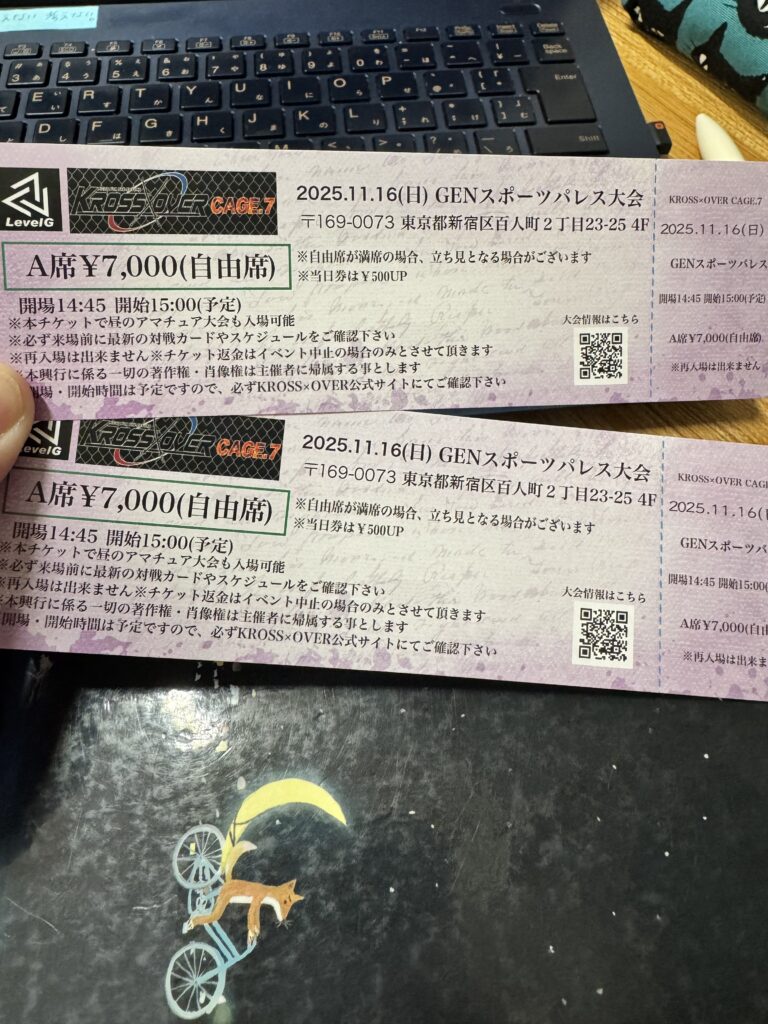 LevelG
KROSS×OVER CAGE.7
2025.11.16(日) GENスポーツパレス大会
〒169-0073 東京都新宿区百人町２丁目23-25 4F
A席¥7,000(自由席)
※自由席が満席の場合、立ち見となる場合がございます
※当日券は¥500UP
開場14:45 開始15:00(予定)
※本チケットで昼のアマチュア大会も入場可能
※必ず来場前に最新の対戦カードやスケジュールをご確認下さい
※再入場は出来ません※チケット返金はイベント中止の場合のみとさせて頂きます
本興行に係る一切の著作権・肖像権は主催者に帰属する事とします
開場・開始時間は予定ですので、必ずKROSS×OVER公式サイトにてご確認下さい
大会情報はこちら
KROSS×OVER CAGE.7
2025.11.16(日)
GENスポーツパレス
開場14:45 開始15:00(予定)
A席¥7,000(自由席)
※再入場は出来ません
LevelG
KROSS×OVER CAGE.7
2025.11.16(日) GENスポーツパレス大会
〒169-0073 東京都新宿区百人町２丁目23-25 4F
A席¥7,000(自由席)
※自由席が満席の場合、立ち見となる場合がございます
※当日券は¥500UP
開場14:45 開始15:00(予定)
※本チケットで昼のアマチュア大会も入場可能
※必ず来場前に最新の対戦カードやスケジュールをご確認下さい
※再入場は出来ません※チケット返金はイベント中止の場合のみとさせて頂きます
本興行に係る一切の著作権・肖像権は主催者に帰属する事とします
開場・開始時間は予定ですので、必ずKROSS×OVER公式サイトにてご確認下さい
大会情報はこちら
KROSS×OVER CAGE
2025.11.16(
GENスポーツパ
開場14:45 開始15:00(
A席¥7,000(自
※再入場は出来ま